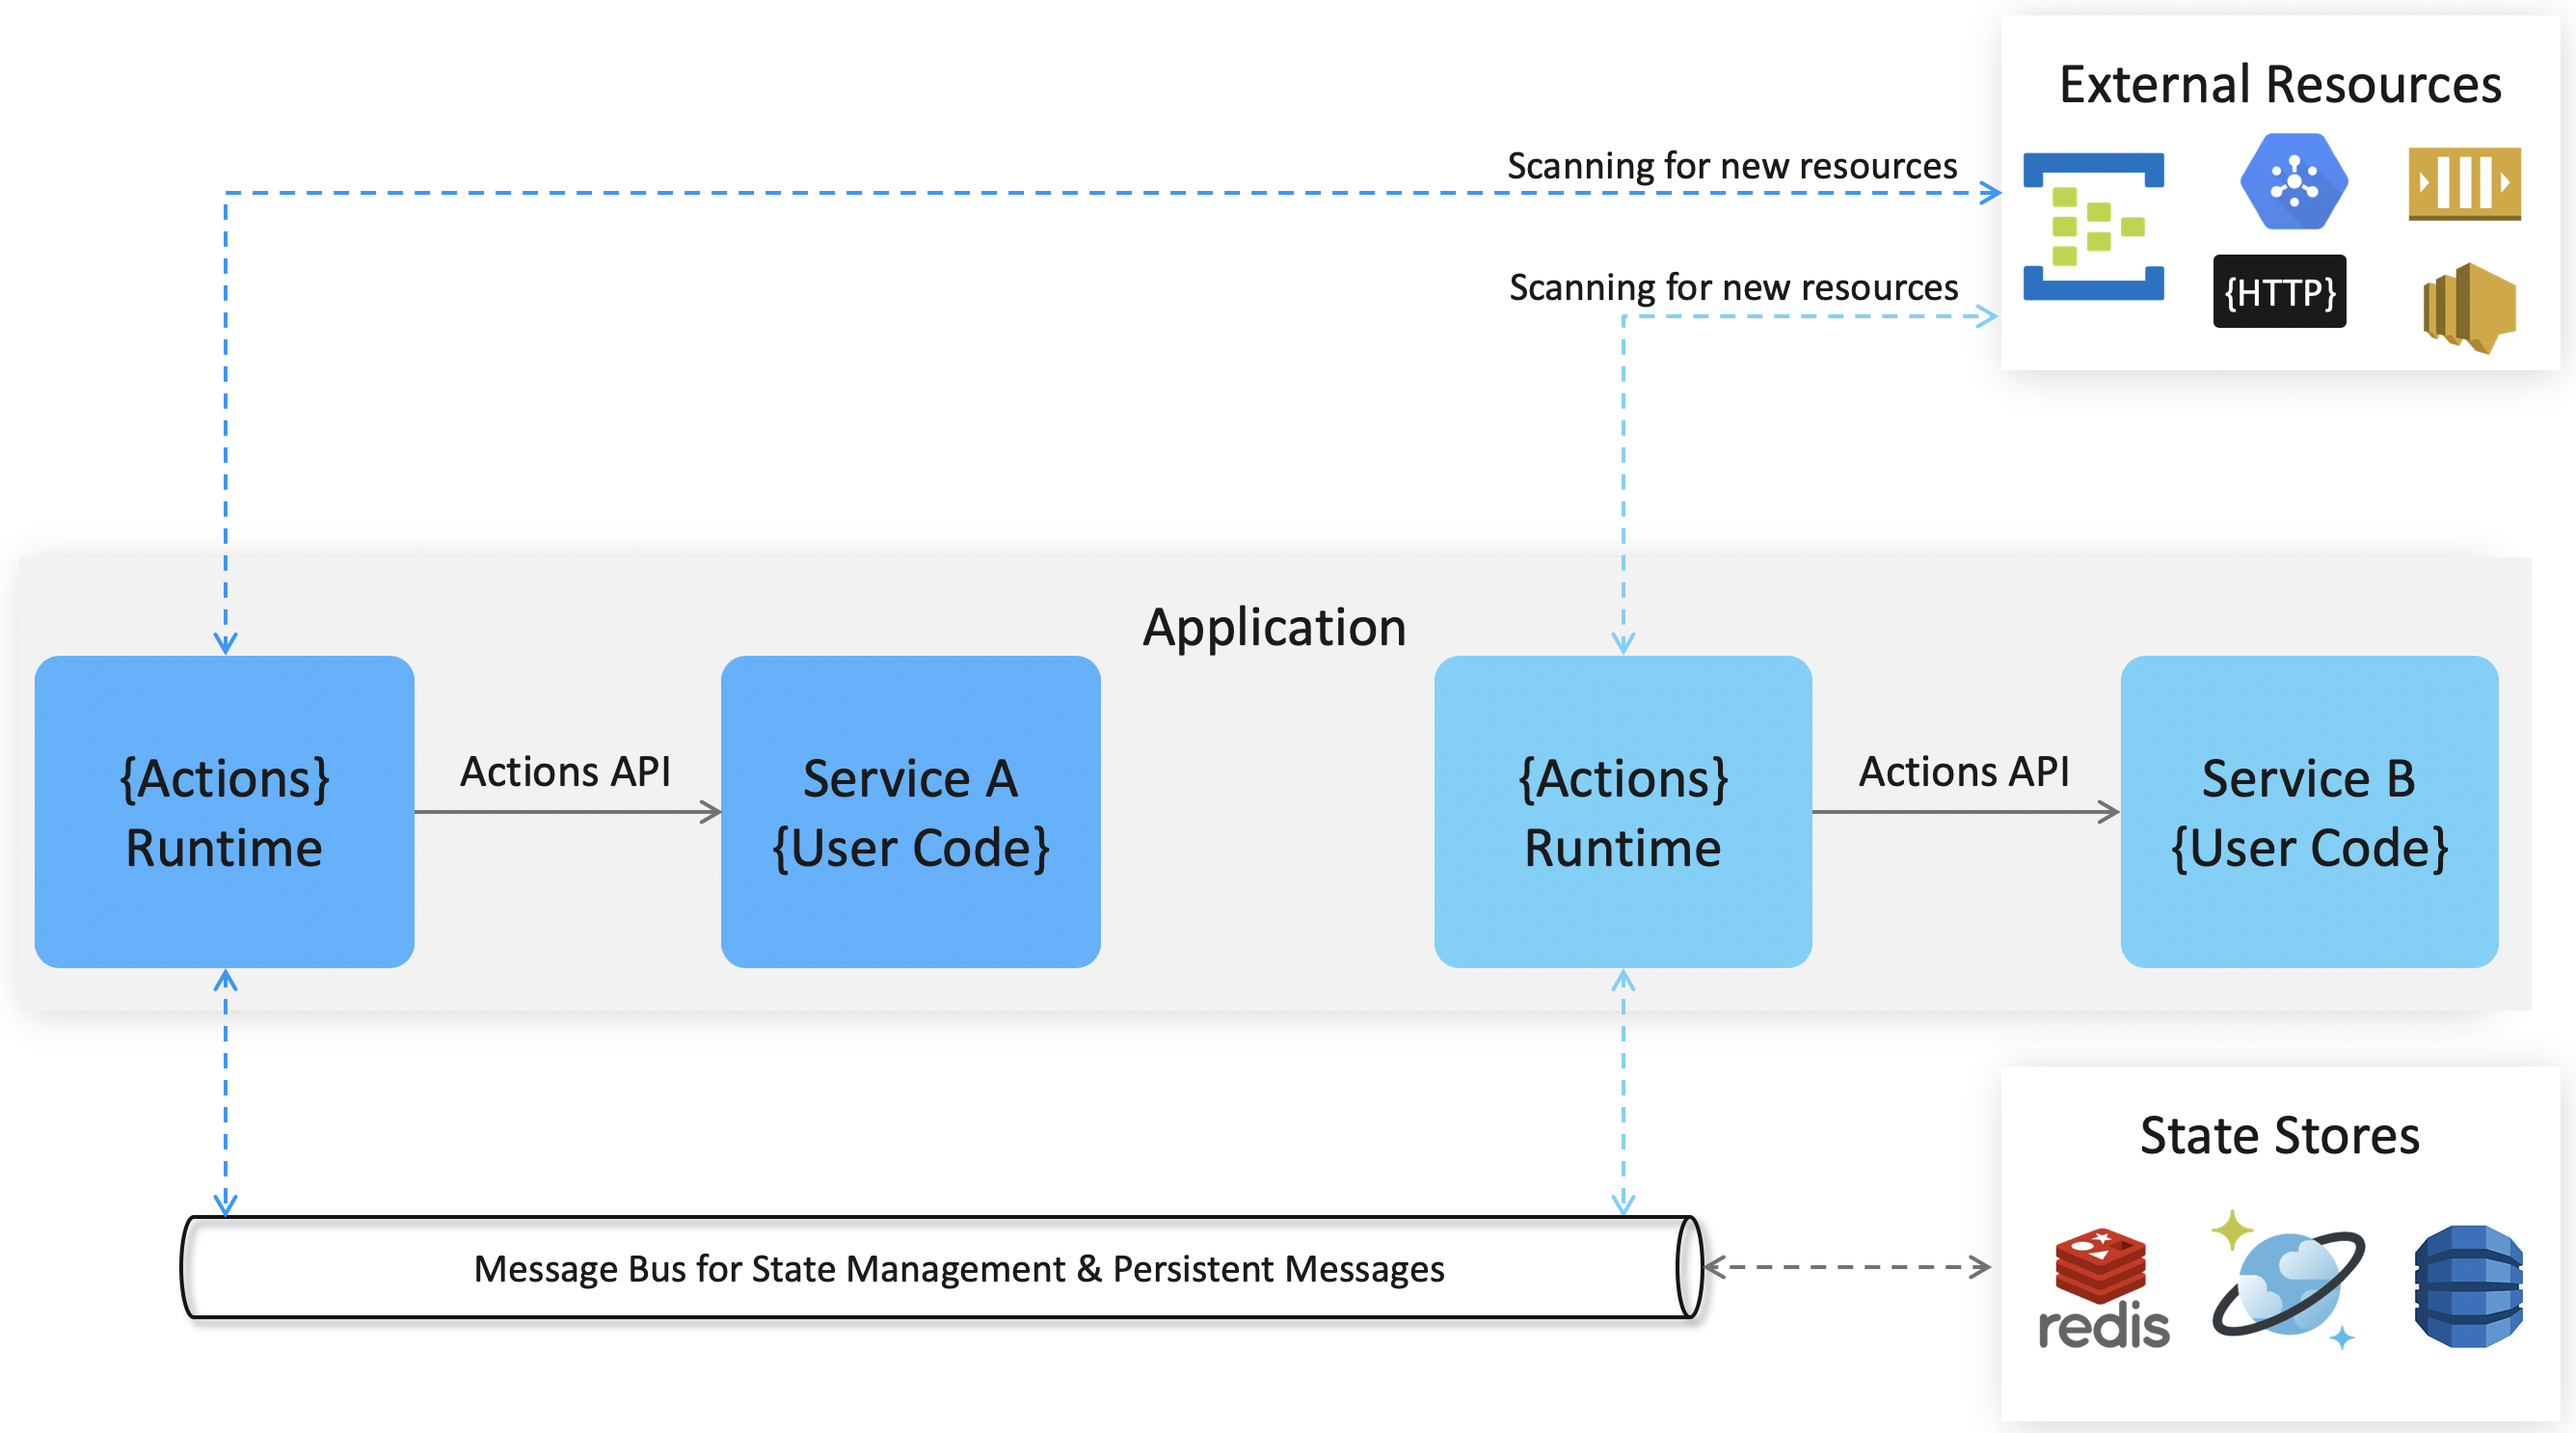 External Resources
Scanning for new resources
{HTTP}
Scanning for new resources
Application
{Actions}
Runtime
Actions API
Service A
{User Code}
{Actions}
Runtime
Actions API
Service B
{User Code}
State Stores
Message Bus for State Management & Persistent Messages
redis